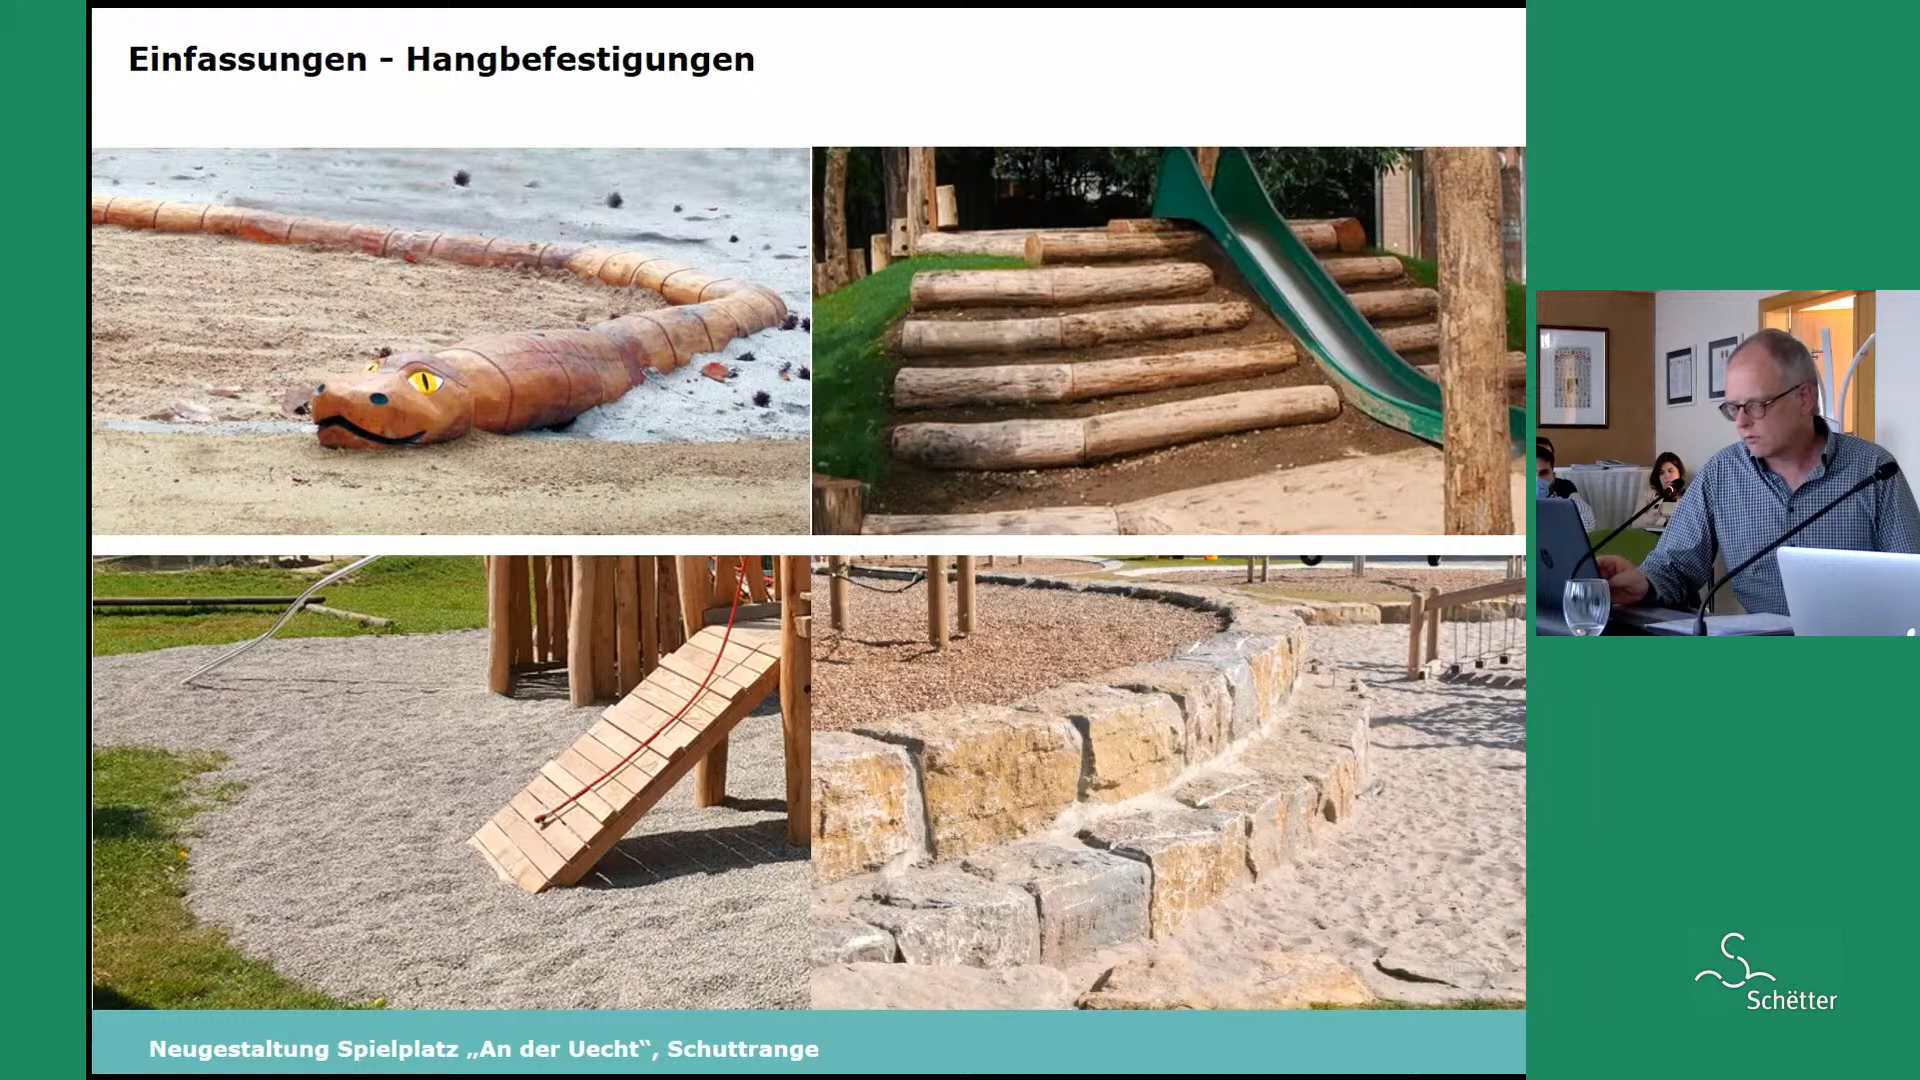 Einfassungen - Hangbefestigungen
Neugestaltung Spielplatz „An der Uecht“, Schuttrange
Schëtter